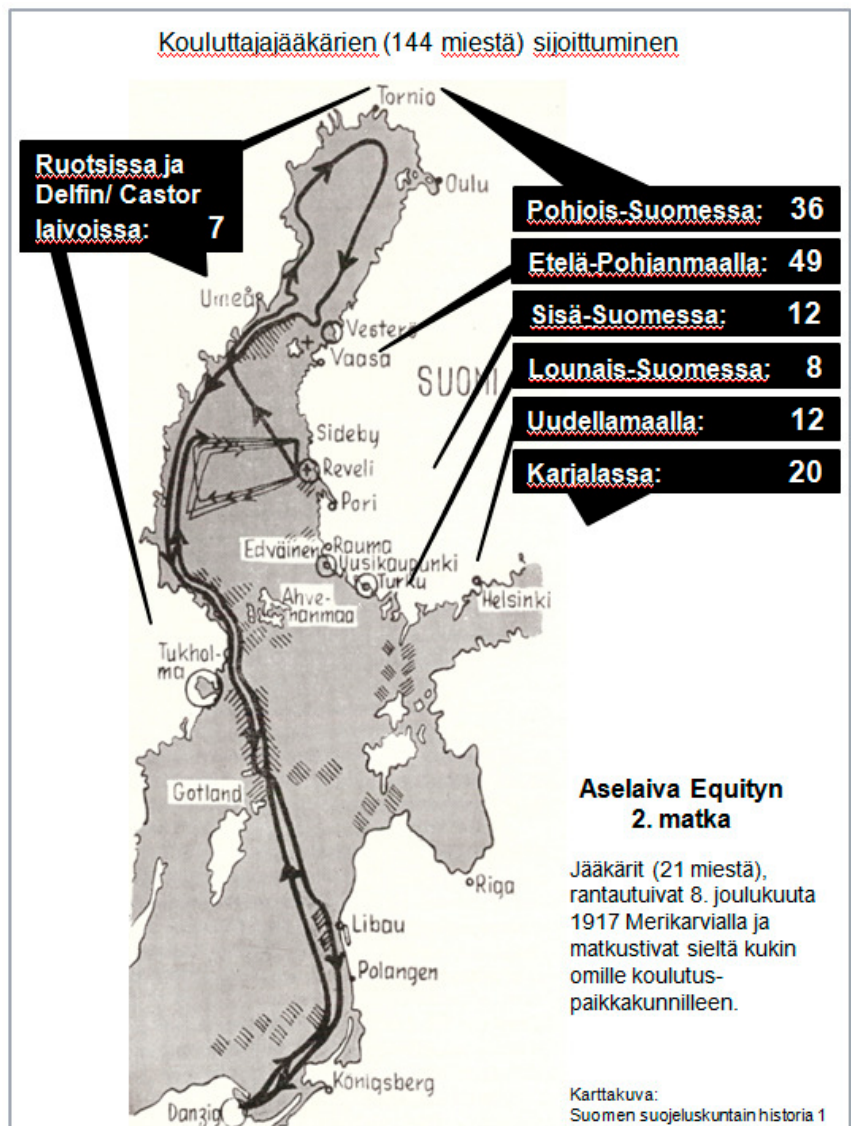 Kouluttajajääkärien (144 miestä) sijoittuminen
Tornio
Ruotsissa ja
Delfin/ Castor
laivoissa: 7
Oulu
Pohjois-Suomessa: 36
Etelä-Pohjanmaalla: 49
Sisä-Suomessa: 12
Lounais-Suomessa: 8
Uudellamaalla: 12
Karjalassa: 20
Umeå
Vesterö
Vaasa
SUOMI
Sideby
Reveli
Pori
Edväinen
Rauma
Uusikaupunki
Turku
Helsinki
Ahve-
nanmaa
Tukhol-
ma
Gotland
Aselaiva Equityn
2. matka
Jääkärit (21 miestä),
rantautuivat 8. joulukuuta
1917 Merikarvialla ja
matkustivat sieltä kukin
omille koulutus-
paikkakunnilleen.
Riga
Libau
Polangen
Königsberg
Danzig
Karttakuva:
Suomen suojeluskuntain historia 1